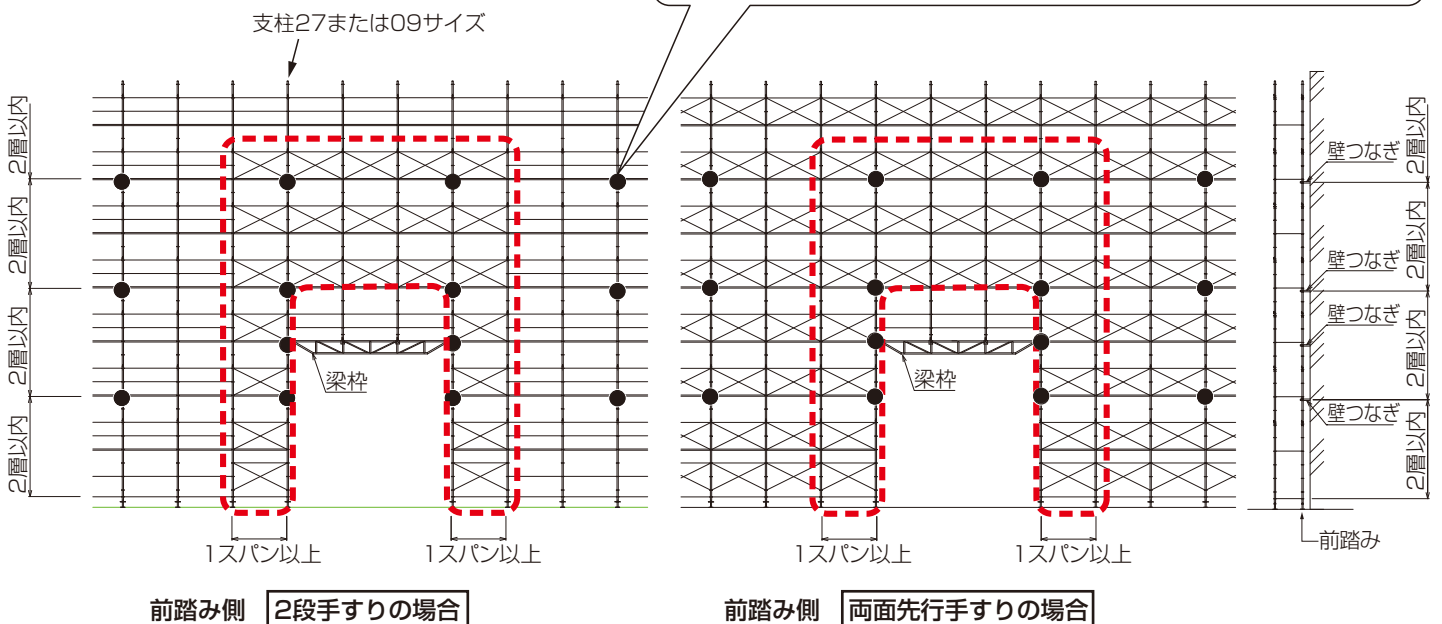 支柱27または09サイズ
2層以内
2層以内
2層以内
2層以内
梁枠
1スパン以上
1スパン以上
前踏み側 2段手すりの場合
梁枠
1スパン以上
1スパン以上
前踏み側 両面先行手すりの場合
壁つなぎ
壁つなぎ
壁つなぎ
壁つなぎ
2層以内
2層以内
2層以内
2層以内
前踏み